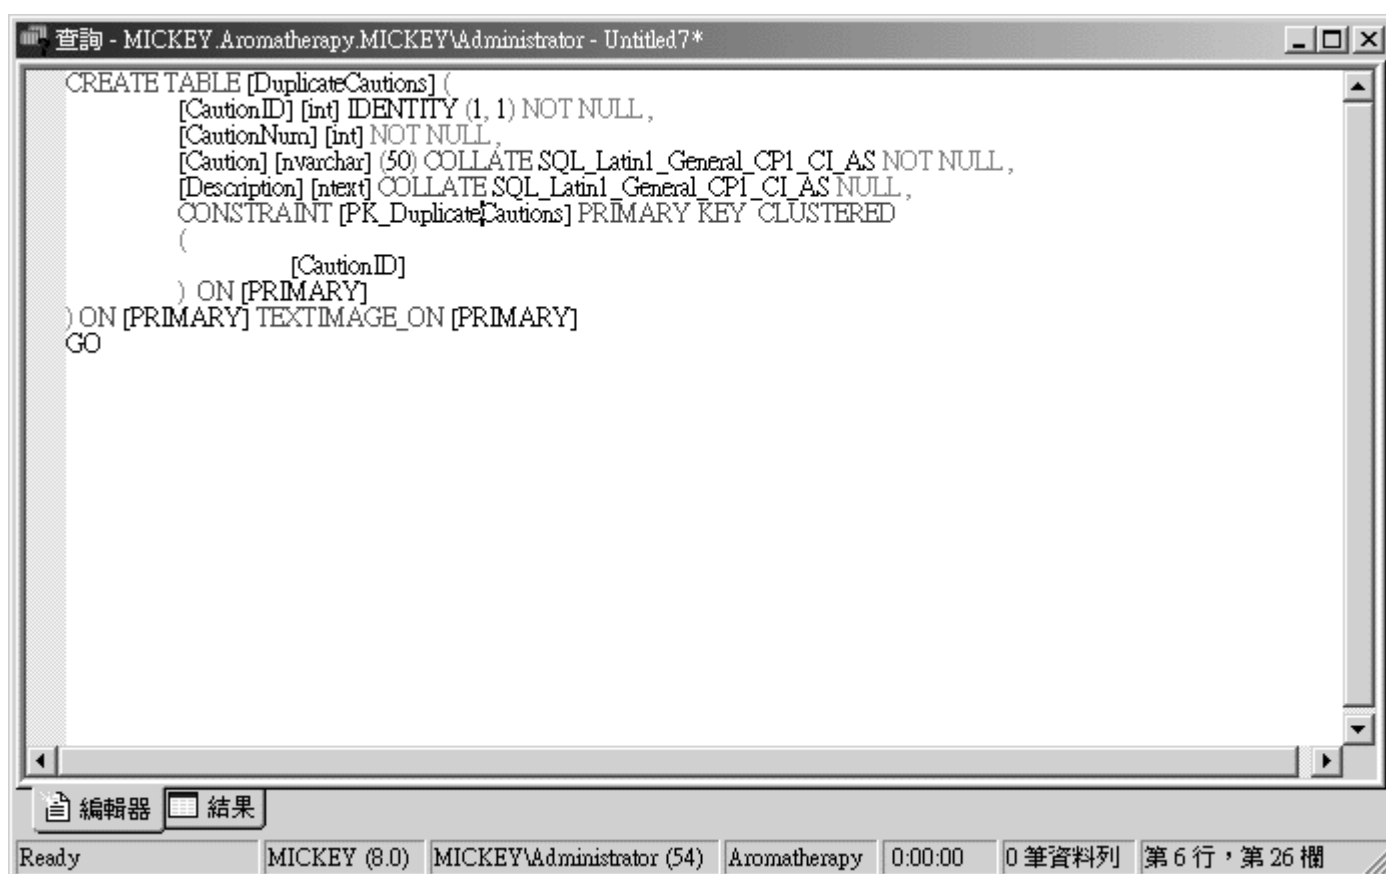 查詢 - MICKEY.Aromatherapy.MICKEY\Administrator - Untitled7*
CREATE TABLE [DuplicateCautions] (
[CautionID] [int] IDENTITY (1, 1) NOT NULL ,
[CautionNum] [int] NOT NULL ,
[Caution] [nvarchar] (50) COLLATE SQL_Latin1_General_CP1_CI_AS NOT NULL ,
[Description] [ntext] COLLATE SQL_Latin1_General_CP1_CI_AS NULL ,
CONSTRAINT [PK_DuplicateCautions] PRIMARY KEY CLUSTERED
(
[CautionID]
) ON [PRIMARY]
) ON [PRIMARY] TEXTIMAGE_ON [PRIMARY]
GO
編輯器 結果
Ready MICKEY (8.0) MICKEY\Administrator (54) Aromatherapy 0:00:00 0 筆資料列 第 6 行，第 26 欄